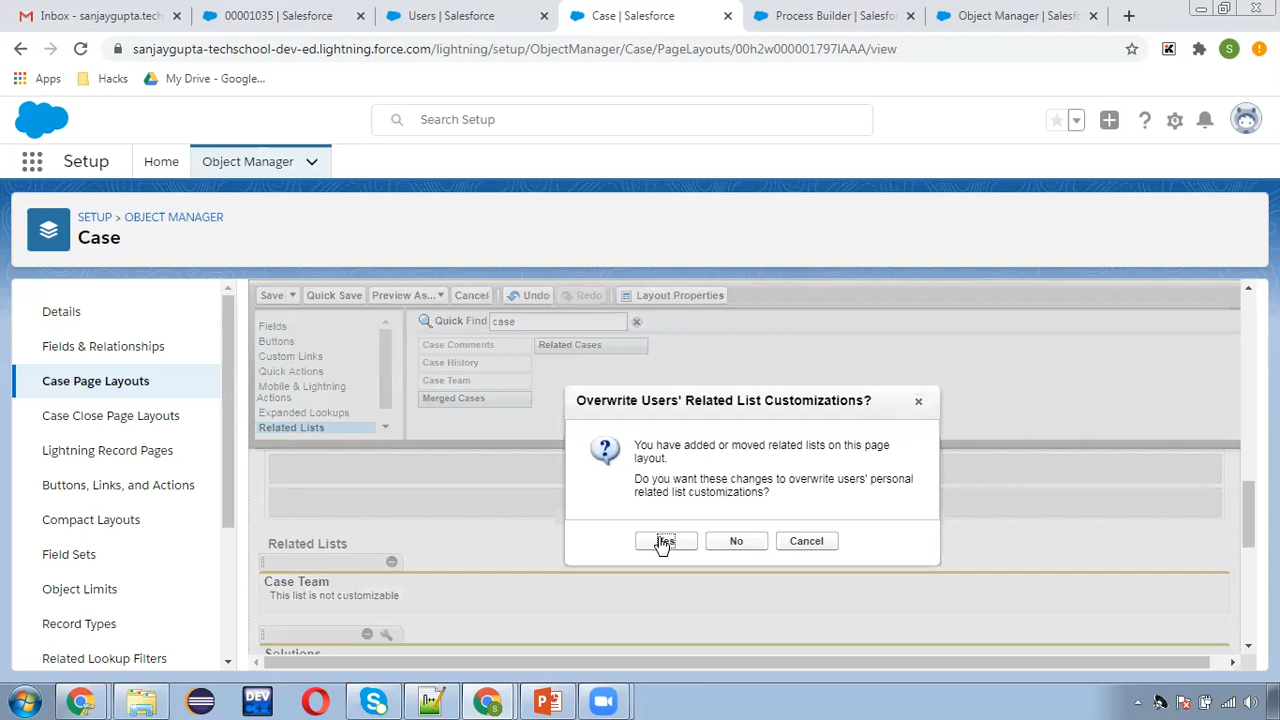 Inbox - sanjaygupta.tech
00001035 | Salesforce
Users | Salesforce
Case | Salesforce
Process Builder | Salesfo
Object Manager | Salesfo
sanjaygupta-techschool-dev-ed.lightning.force.com/lightning/setup/ObjectManager/Case/PageLayouts/00h2w000001797IAAA/view
K
S
Apps
Hacks
My Drive - Google...
Search Setup
Setup
Home
Object Manager
SETUP > OBJECT MANAGER
Case
Details
Fields & Relationships
Case Page Layouts
Case Close Page Layouts
Lightning Record Pages
Buttons, Links, and Actions
Compact Layouts
Field Sets
Object Limits
Record Types
Related Lookup Filters
Save
Quick Save
Preview As...
Cancel
Undo
Redo
Layout Properties
Fields
Buttons
Custom Links
Quick Actions
Mobile & Lightning
Actions
Expanded Lookups
Related Lists
Quick Find
case
Case Comments
Related Cases
Case History
Case Team
Merged Cases
Overwrite Users' Related List Customizations?
You have added or moved related lists on this page
layout.
Do you want these changes to overwrite users' personal
related list customizations?
Yes
No
Cancel
Related Lists
Case Team
This list is not customizable
Solutions
DEV